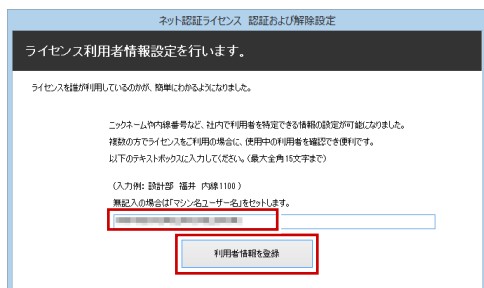 ネット認証ライセンス 認証および解除設定
ライセンス利用者情報設定を行います。
ライセンスを誰が利用しているのかが、簡単にわかるようになりました。
ニックネームや内線番号など、社内で利用者を特定できる情報の設定が可能になりました。
複数の方でライセンスをご利用の場合に、使用中の利用者を確認でき便利です。
以下のテキストボックスに入力してください。(最大全角15文字まで)
(入力例: 設計部 福井 内線1100 )
無記入の場合は「マシン名ユーザー名」をセットします。
利用者情報を登録